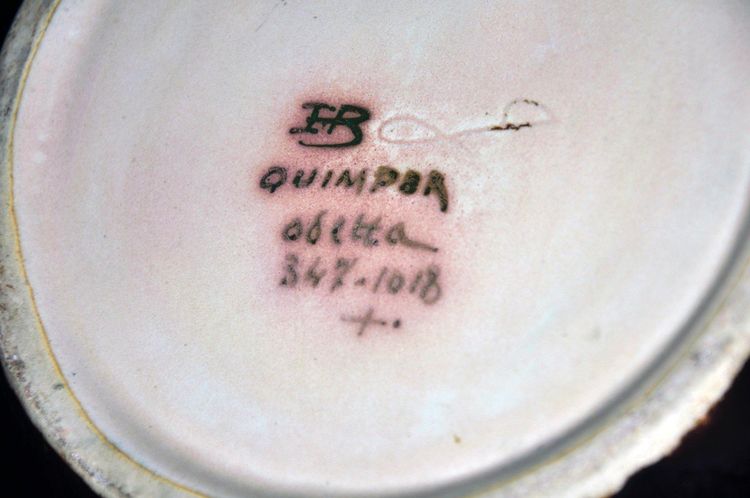 HB
QUIMPER
odetta
347-1018
+.